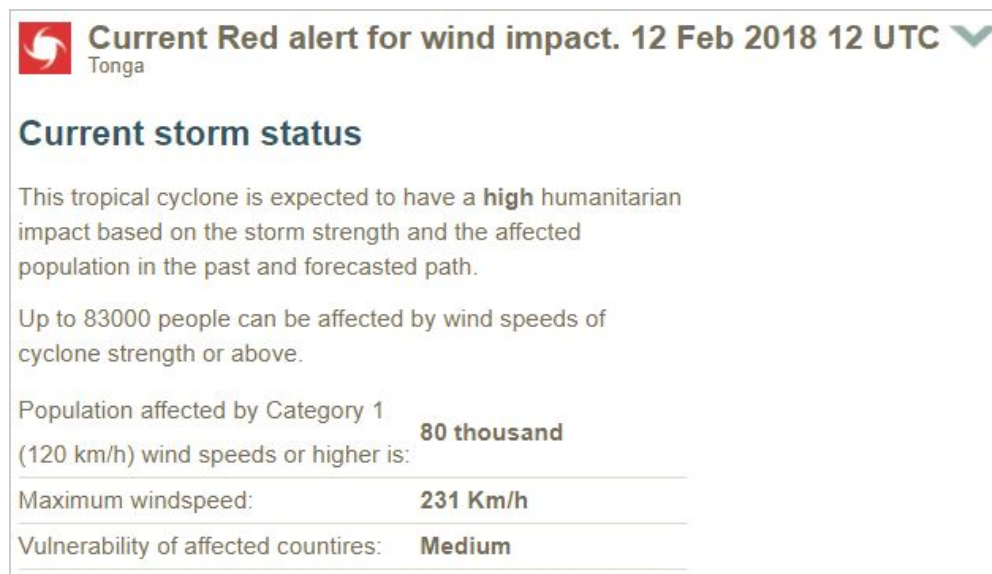 Current Red alert for wind impact. 12 Feb 2018 12 UTC
Tonga
Current storm status
This tropical cyclone is expected to have a high humanitarian
impact based on the storm strength and the affected
population in the past and forecasted path.
Up to 83000 people can be affected by wind speeds of
cyclone strength or above.
Population affected by Category 1
(120 km/h) wind speeds or higher is:
80 thousand
Maximum windspeed: 231 Km/h
Vulnerability of affected countires: Medium